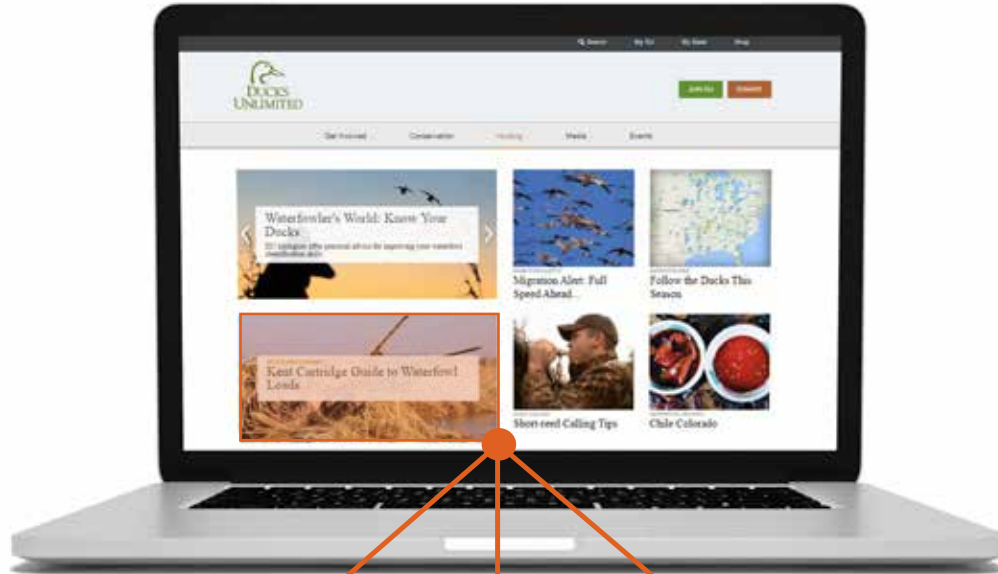 Search My DU My State Shop
DUCKS
UNLIMITED
JOIN DU DONATE
Get Involved Conservation Hunting Media Events
Waterfowler's World: Know Your
Ducks
Migration Alert: Full
Speed Ahead...
Follow the Ducks This
Season
Kent Cartridge Guide to Waterfowl
Loads
Short-reed Calling Tips
Chile Colorado